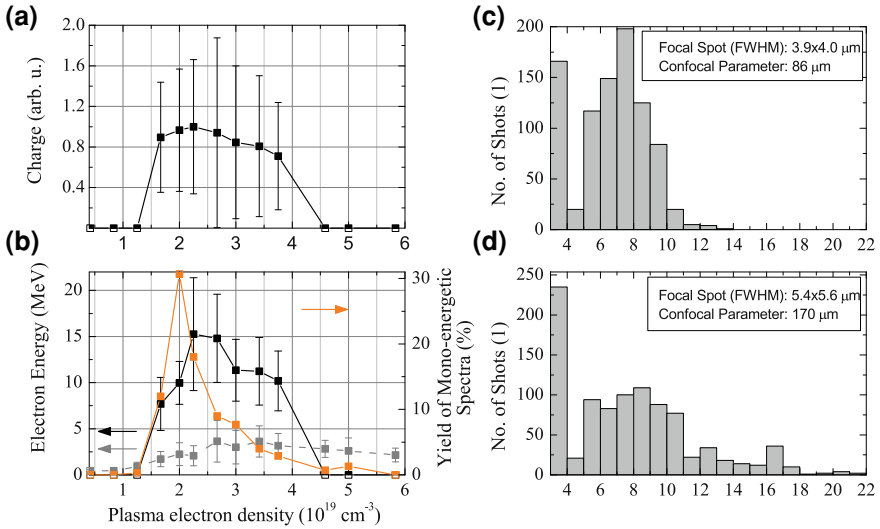 (a)
2.0
1.6
1.2
0.8
0.4
Charge (arb. u.)
1 2 3 4 5 6
(b)
20
15
10
5
0
Electron Energy (MeV)
30
20
10
0
Yield of Mono-energetic
Spectra (%)
1 2 3 4 5 6
Plasma electron density (10¹⁹ cm⁻³)
(c)
200
150
100
50
0
No. of Shots (1)
Focal Spot (FWHM): 3.9x4.0 μm
Confocal Parameter: 86 μm
4 6 8 10 12 14 16 18 20 22
(d)
250
200
150
100
50
0
No. of Shots (1)
Focal Spot (FWHM): 5.4x5.6 μm
Confocal Parameter: 170 μm
4 6 8 10 12 14 16 18 20 22